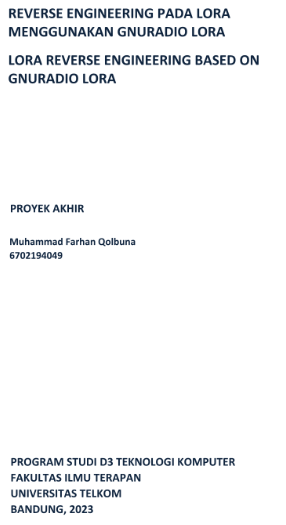 REVERSE ENGINEERING PADA LORA
MENGGUNAKAN GNURADIO LORA
LORA REVERSE ENGINEERING BASED ON
GNURADIO LORA
PROYEK AKHIR
Muhammad Farhan Qolbuna
6702194049
PROGRAM STUDI D3 TEKNOLOGI KOMPUTER
FAKULTAS ILMU TERAPAN
UNIVERSITAS TELKOM
BANDUNG, 2023